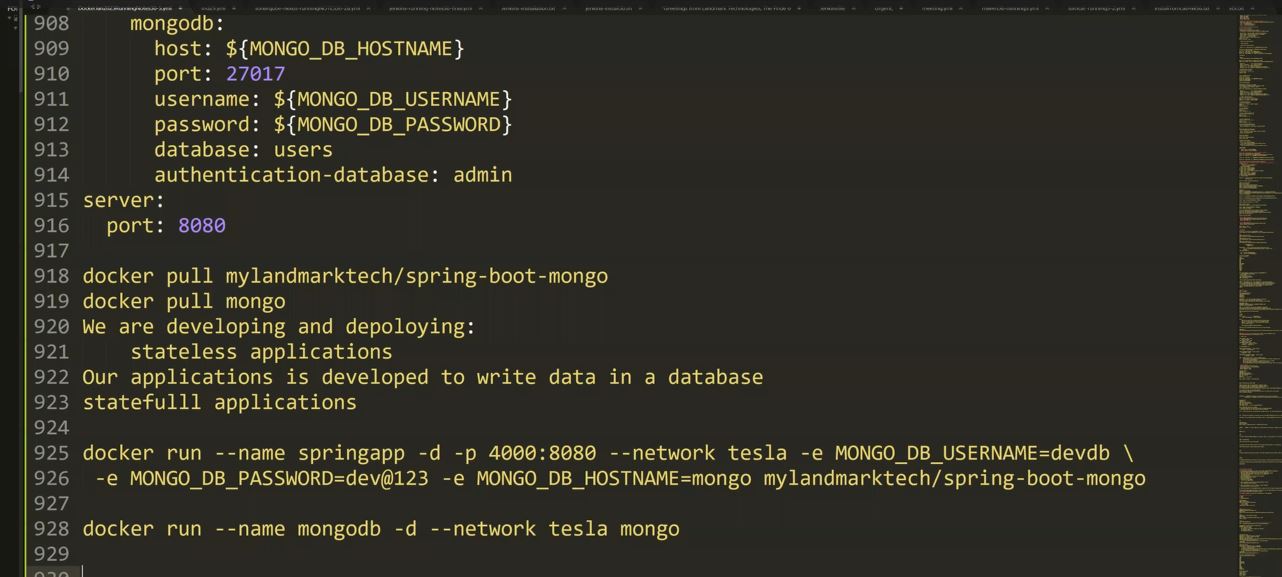 908 mongodb:
909 host: ${MONGO_DB_HOSTNAME}
910 port: 27017
911 username: ${MONGO_DB_USERNAME}
912 password: ${MONGO_DB_PASSWORD}
913 database: users
914 authentication-database: admin
915 server:
916 port: 8080
917
918 docker pull mylandmarktech/spring-boot-mongo
919 docker pull mongo
920 We are developing and depoloying:
921 stateless applications
922 Our applications is developed to write data in a database
923 statefulll applications
924
925 docker run --name springapp -d -p 4000:8080 --network tesla -e MONGO_DB_USERNAME=devdb \
926 -e MONGO_DB_PASSWORD=dev@123 -e MONGO_DB_HOSTNAME=mongo mylandmarktech/spring-boot-mongo
927
928 docker run --name mongodb -d --network tesla mongo
929
930